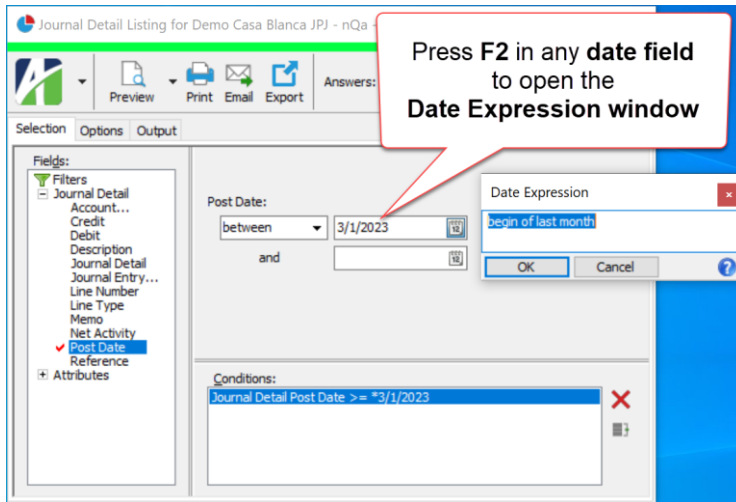 Journal Detail Listing for Demo Casa Blanca JPJ - nQa -
Press F2 in any date field
to open the
Date Expression window
Preview
Print
Email
Export
Answers:
Selection
Options
Output
Fields:
Filters
Journal Detail
Account...
Credit
Debit
Description
Journal Detail
Journal Entry...
Line Number
Line Type
Memo
Net Activity
Post Date
Reference
Attributes
Post Date:
between
3/1/2023
12
and
12
Date Expression
begin of last month
OK
Cancel
?
Conditions:
Journal Detail Post Date >= *3/1/2023